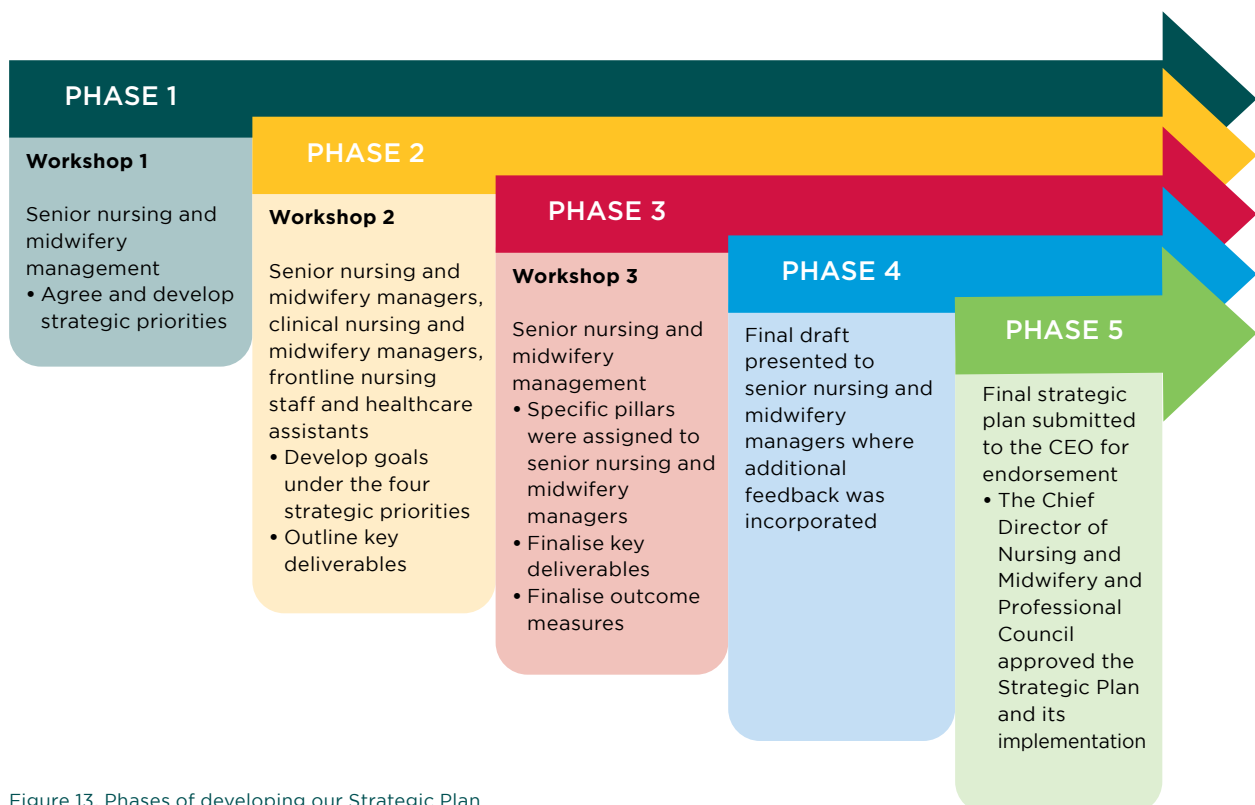 PHASE 1
Workshop 1
Senior nursing and
midwifery
management
• Agree and develop
strategic priorities
PHASE 2
Workshop 2
Senior nursing and
midwifery managers,
clinical nursing and
midwifery managers,
frontline nursing
staff and healthcare
assistants
• Develop goals
under the four
strategic priorities
• Outline key
deliverables
PHASE 3
Workshop 3
Senior nursing and
midwifery
management
• Specific pillars
were assigned to
senior nursing and
midwifery
managers
• Finalise key
deliverables
• Finalise outcome
measures
PHASE 4
Final draft
presented to
senior nursing and
midwifery
managers where
additional
feedback was
incorporated
PHASE 5
Final strategic
plan submitted
to the CEO for
endorsement
• The Chief
Director of
Nursing and
Midwifery and
Professional
Council
approved the
Strategic Plan
and its
implementation
Figure 13. Phases of developing our Strategic Plan